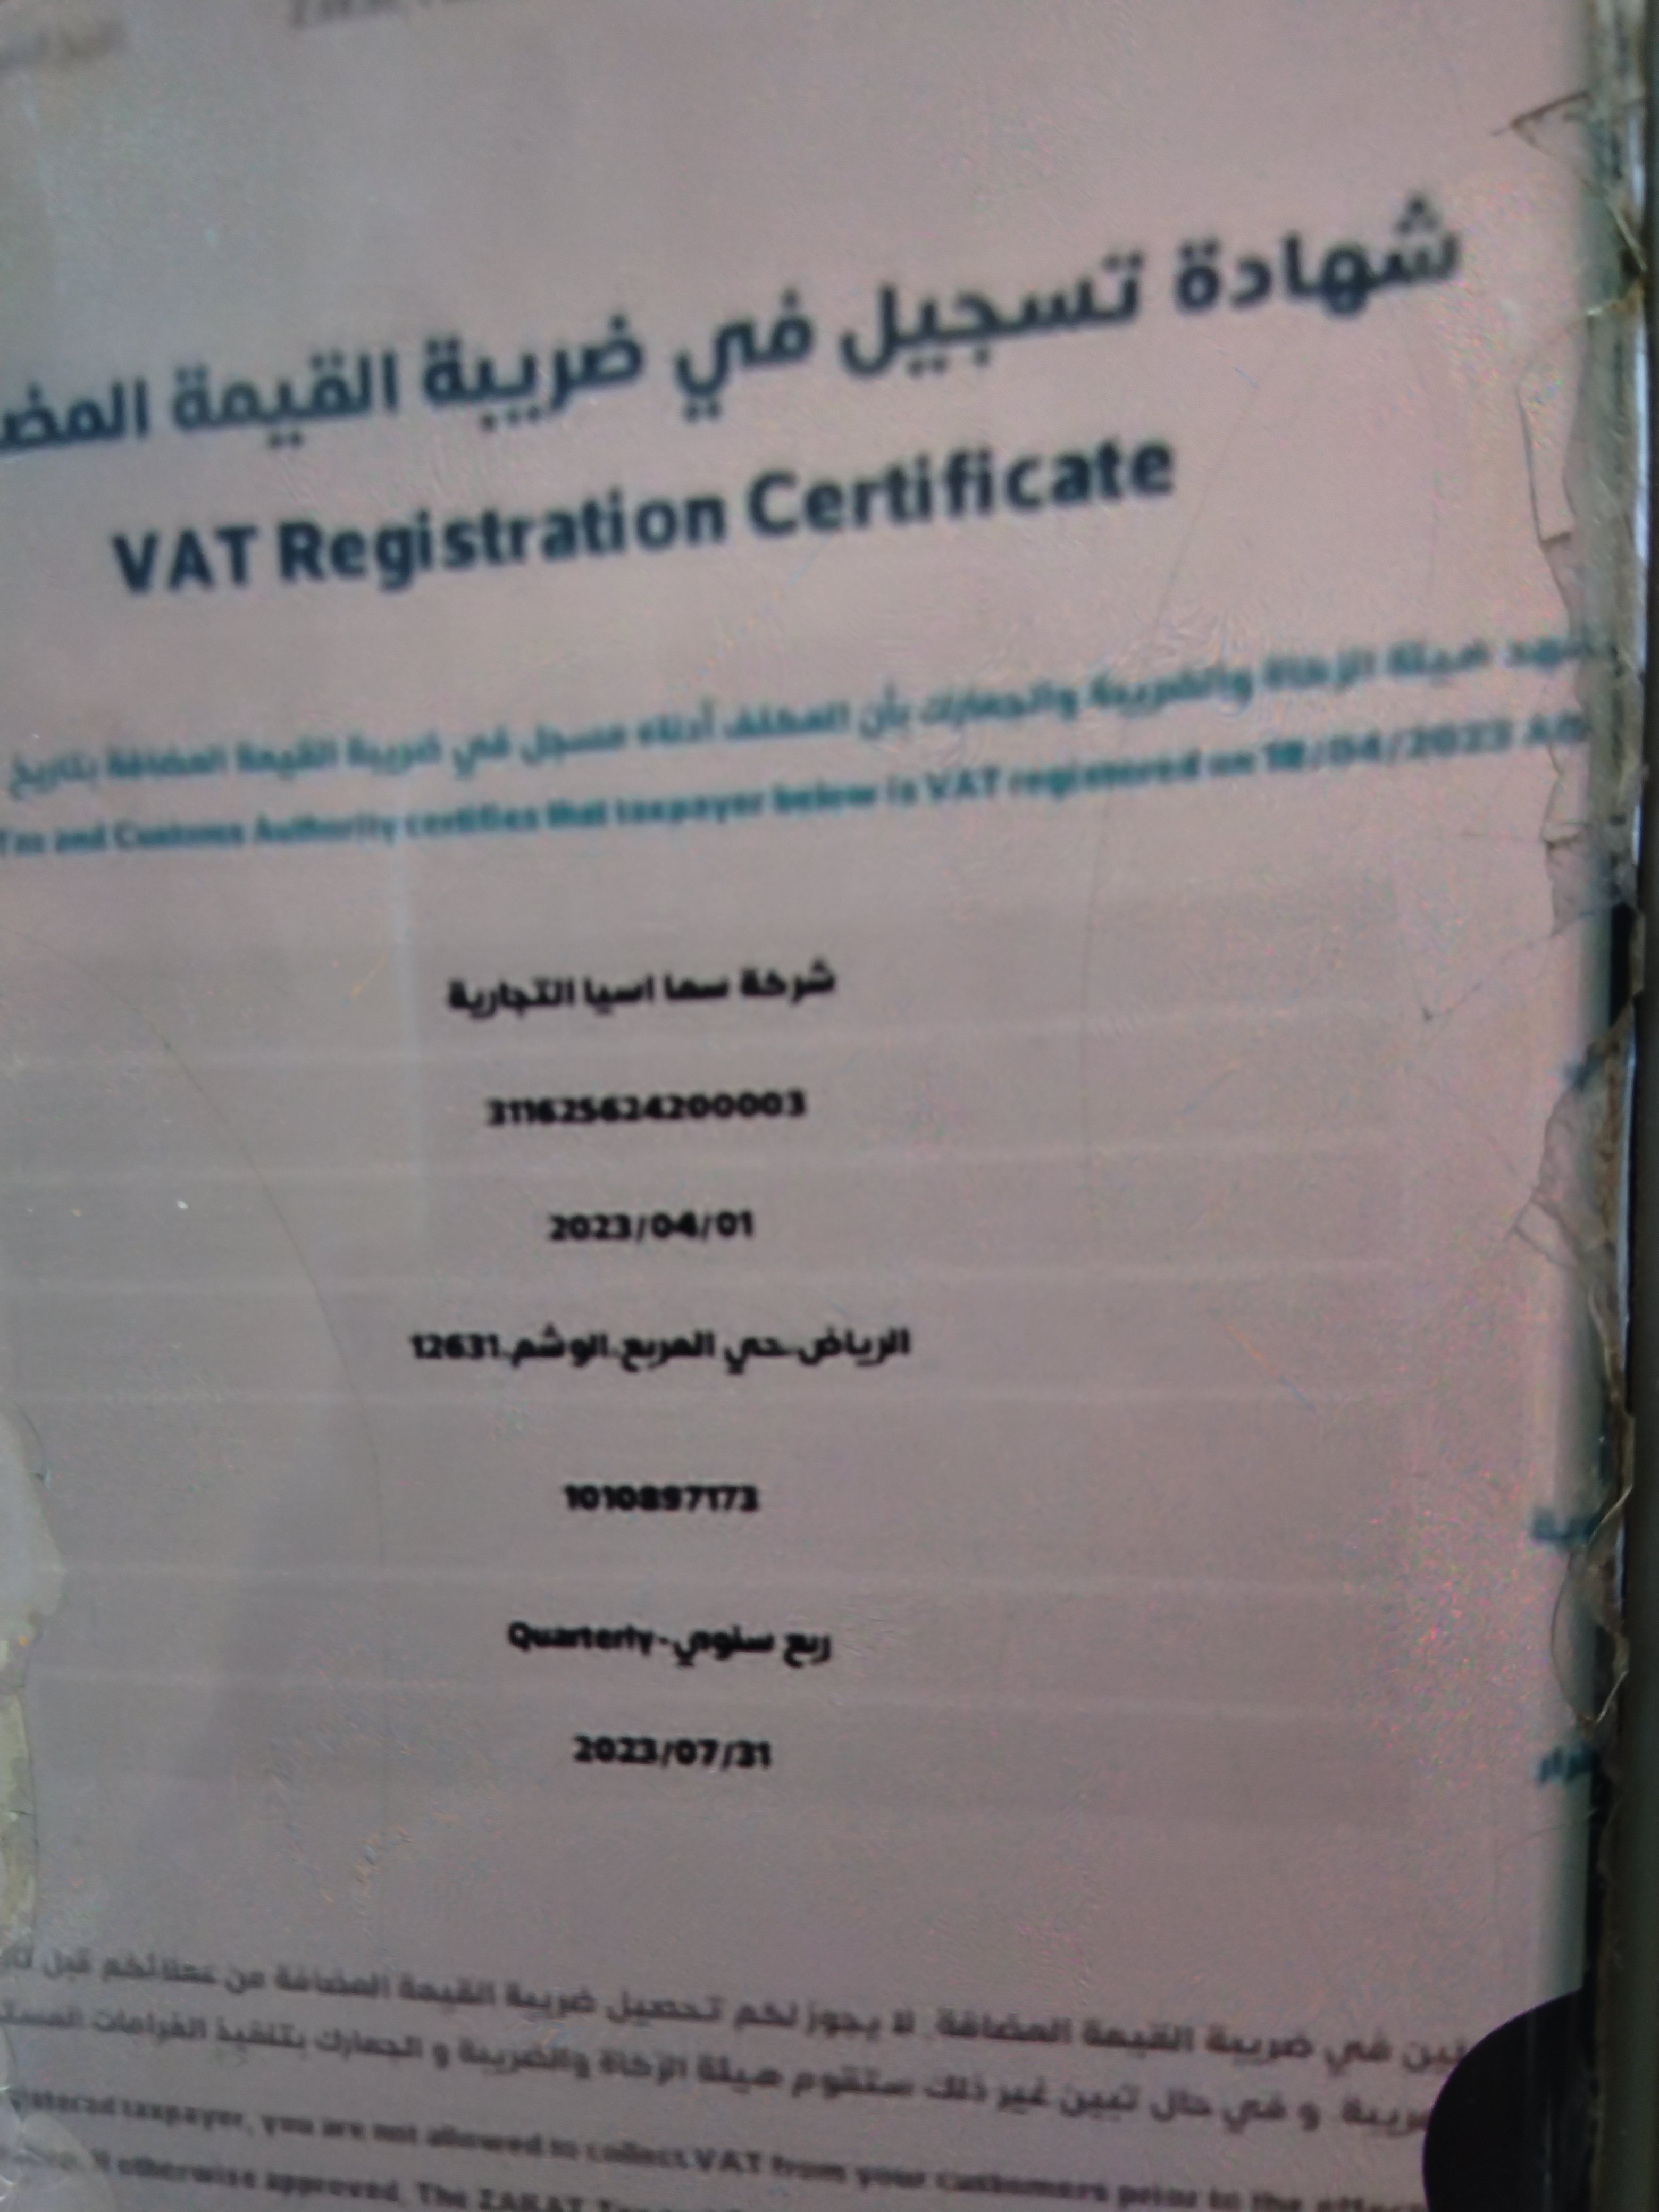 شهادة تسجيل في ضريبة القيمة المض
VAT Registration Certificate
هيئة الزكاة والضريبة والجمارك بأن المكلف أدناه مسجل في ضريبة القيمة المضافة بتاريخ
Tax and Customs Authority certifies that taxpayer below is VAT registered on 18/04/2023
شركة سما اسيا التجارية
311625624200003
2023/04/01
الرياض-حي المربع-الوشم-12631
1010897173
ربع سنوي-Quarterly
2023/07/31
في ضريبة القيمة المضافة. لا يجوز لكم تحصيل ضريبة القيمة المضافة من عملائكم قبل
و في حال تبين غير ذلك ستقوم هيئة الزكاة والضريبة و الجمارك بتنفيذ الغرامات
taxpayer, you are not allowed to collect VAT from your customers prior to the
otherwise approved. The ZAKAT, Tax